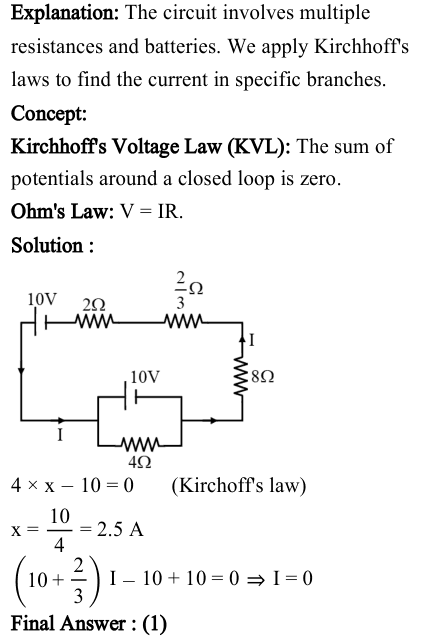 Explanation: The circuit involves multiple
resistances and batteries. We apply Kirchhoff's
laws to find the current in specific branches.
Concept:
Kirchhoff's Voltage Law (KVL): The sum of
potentials around a closed loop is zero.
Ohm's Law: V = IR.
Solution :
10V 2Ω 2/3 Ω
I
10V 8Ω
I
4Ω
4 × x – 10 = 0 (Kirchoff's law)
x = 10/4 = 2.5 A
(10 + 2/3) I – 10 + 10 = 0 ⇒ I = 0
Final Answer : (1)